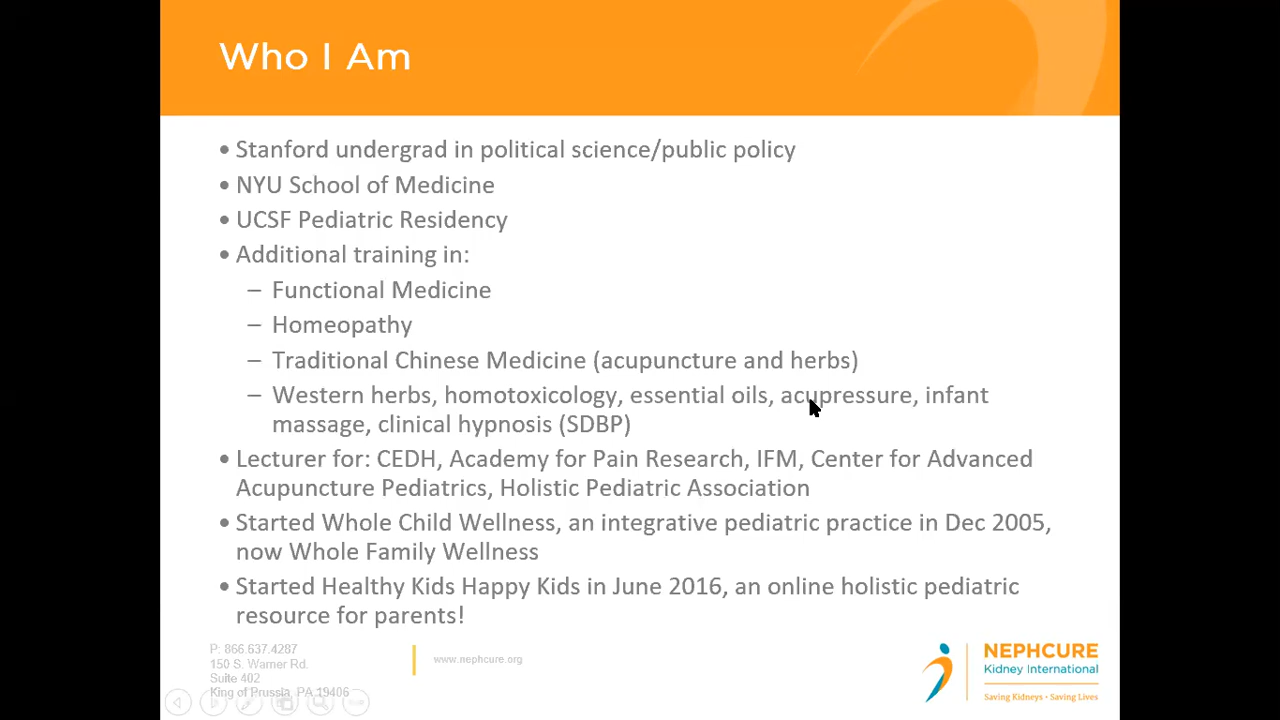 Who I Am
• Stanford undergrad in political science/public policy
• NYU School of Medicine
• UCSF Pediatric Residency
• Additional training in:
– Functional Medicine
– Homeopathy
– Traditional Chinese Medicine (acupuncture and herbs)
– Western herbs, homotoxicology, essential oils, acupressure, infant
massage, clinical hypnosis (SDBP)
• Lecturer for: CEDH, Academy for Pain Research, IFM, Center for Advanced
Acupuncture Pediatrics, Holistic Pediatric Association
• Started Whole Child Wellness, an integrative pediatric practice in Dec 2005,
now Whole Family Wellness
• Started Healthy Kids Happy Kids in June 2016, an online holistic pediatric
resource for parents!
P: 866.637.4287
150 S. Warner Rd.
Suite 402
King of Prussia, PA 19406
www.nephcure.org
NEPHCURE
Kidney International
Saving Kidneys • Saving Lives